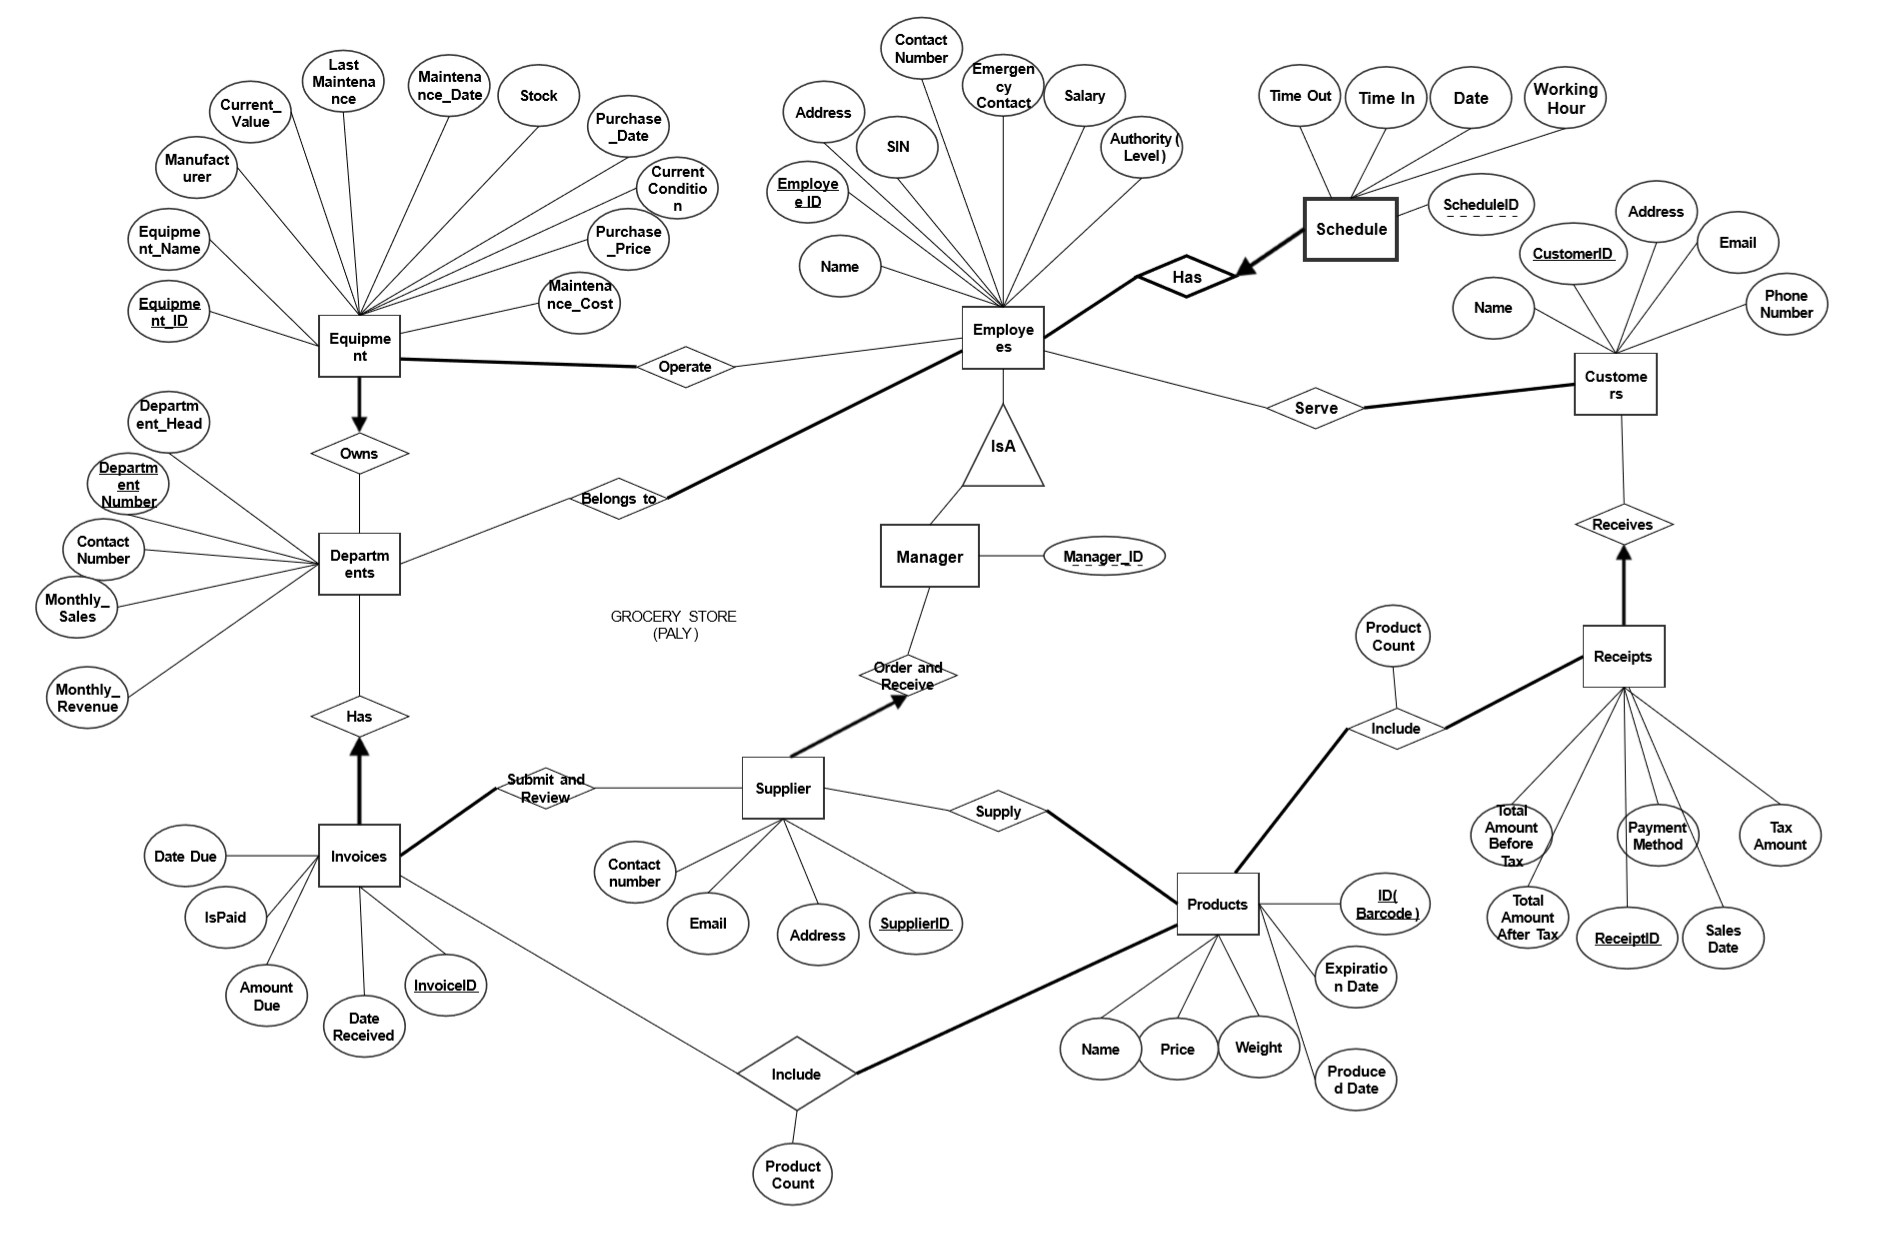 Last
Maintena
nce
Maintena
nce_Date
Stock
Current_
Value
Purchase
_Date
Manufact
urer
Current
Conditio
n
Equipme
nt_Name
Purchase
_Price
Equipme
nt_ID
Maintena
nce_Cost
Equipme
nt
Operate
Contact
Number
Emergen
cy
Contact
Salary
Address
SIN
Authority(
Level)
Employe
e ID
Name
Employe
es
Time Out
Time In
Date
Working
Hour
ScheduleID
Schedule
Has
Address
CustomerID
Email
Name
Phone
Number
Custome
rs
Serve
Departm
ent_Head
Owns
Departm
ent
Number
Contact
Number
Departm
ents
Monthly_
Sales
Monthly_
Revenue
Belongs to
IsA
Manager
Manager_ID
Receives
GROCERY STORE
(PALY)
Order and
Receive
Product
Count
Receipts
Include
Has
Submit and
Review
Supplier
Supply
Date Due
Invoices
IsPaid
Amount
Due
Date
Received
InvoiceID
Contact
number
Email
Address
SupplierID
Products
ID(
Barcode)
Expiratio
n Date
Name
Price
Weight
Produce
d Date
Total
Amount
Before
Tax
Payment
Method
Tax
Amount
Total
Amount
After Tax
ReceiptID
Sales
Date
Include
Product
Count